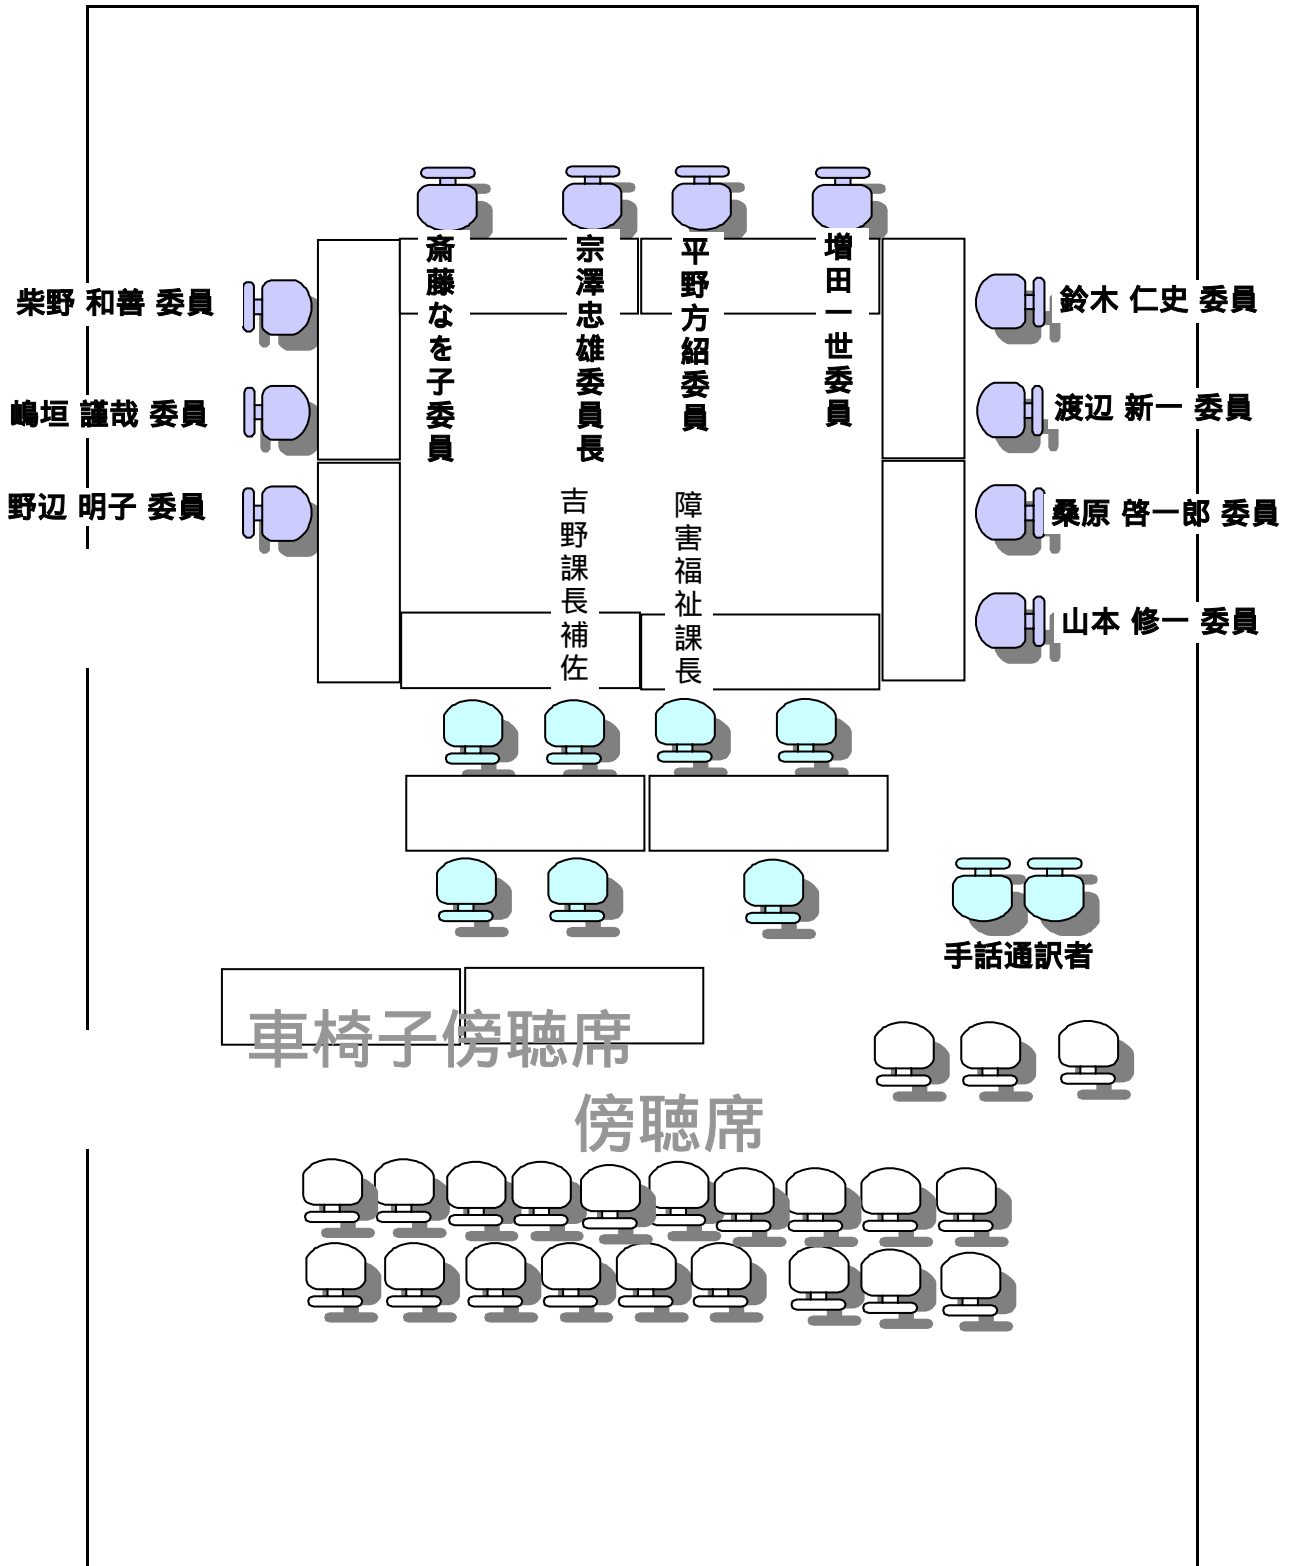 斎藤なを子委員
宗澤忠雄委員長
平野方紹委員
増田一世委員
柴野 和善 委員
鈴木 仁史 委員
嶋垣 謹哉 委員
渡辺 新一 委員
野辺 明子 委員
桑原 啓一郎 委員
山本 修一 委員
吉野課長補佐
障害福祉課長
手話通訳者
車椅子傍聴席
傍聴席